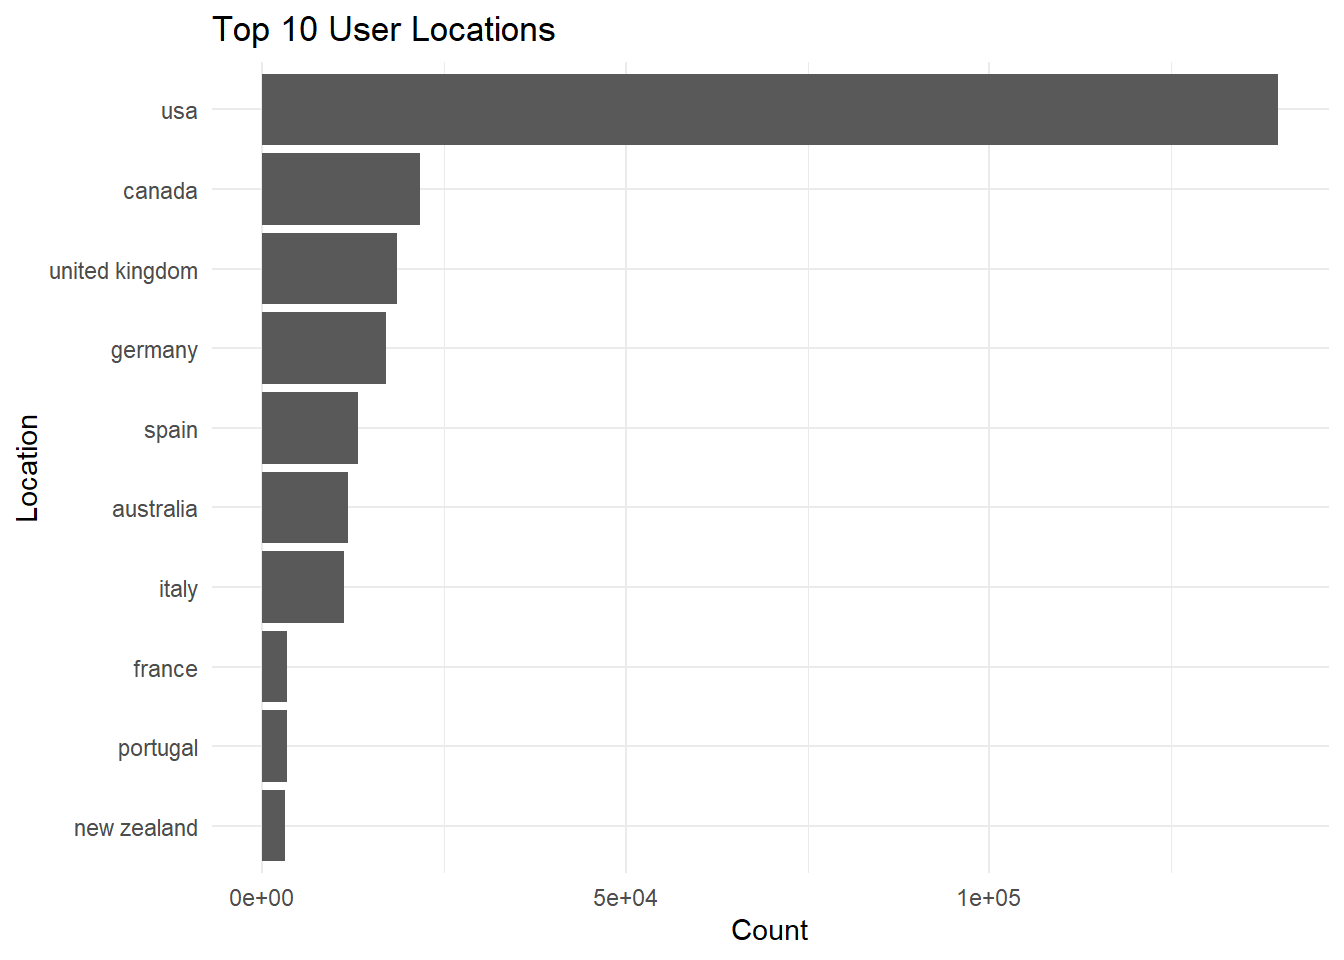 Top 10 User Locations
usa
canada
united kingdom
germany
spain
australia
italy
france
portugal
new zealand
Location
0e+00 5e+04 1e+05
Count